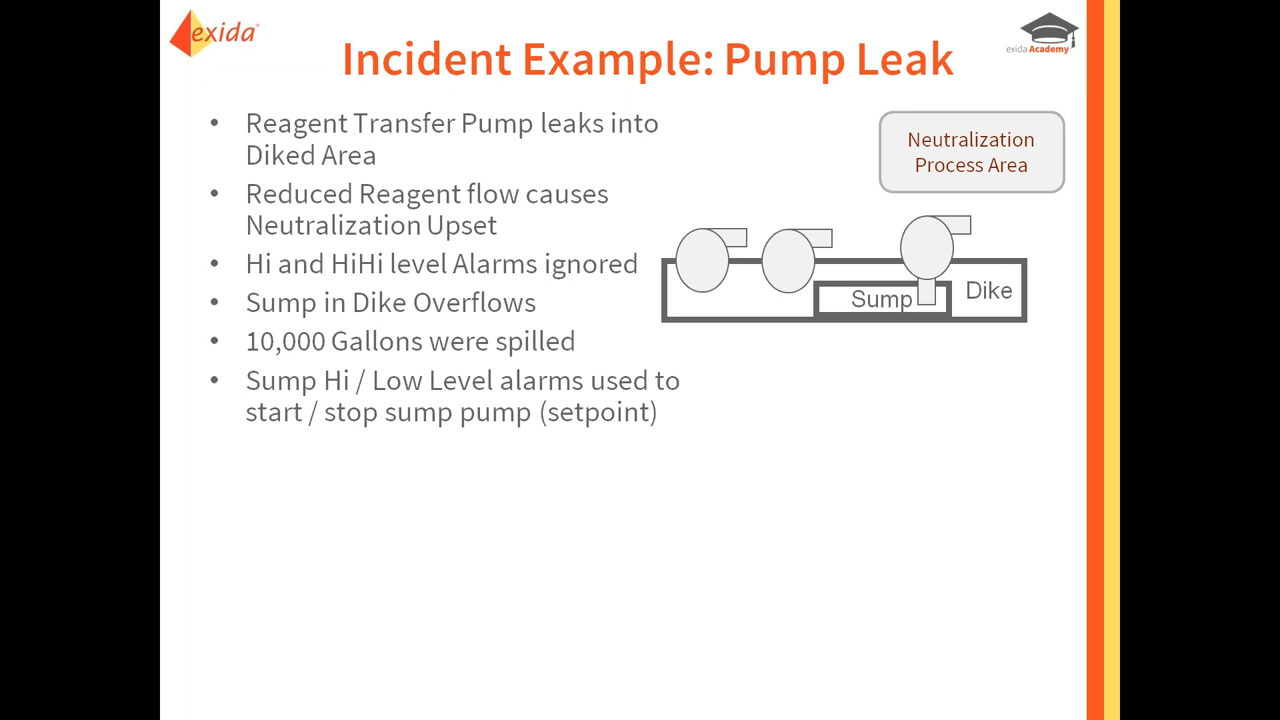 exida
exida Academy
Incident Example: Pump Leak
• Reagent Transfer Pump leaks into
Diked Area
• Reduced Reagent flow causes
Neutralization Upset
• Hi and HiHi level Alarms ignored
• Sump in Dike Overflows
• 10,000 Gallons were spilled
• Sump Hi / Low Level alarms used to
start / stop sump pump (setpoint)
Neutralization
Process Area
Sump
Dike